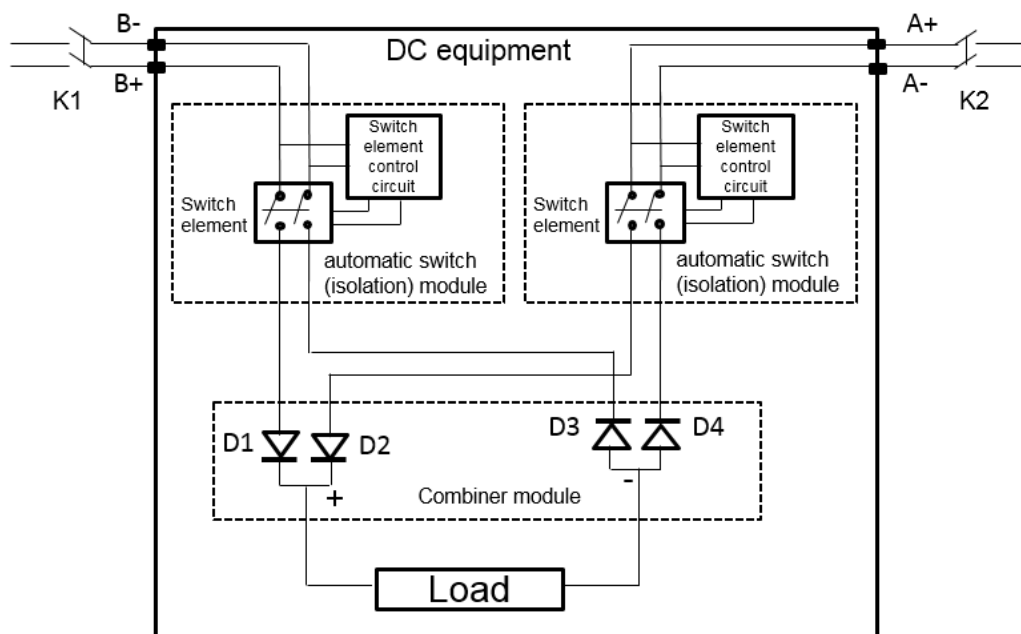 B-
A+
DC equipment
B+
A-
K1
K2
Switch
element
control
circuit
Switch
element
control
circuit
Switch
element
Switch
element
automatic switch
(isolation) module
automatic switch
(isolation) module
D1
D2
D3
D4
+
-
Combiner module
Load